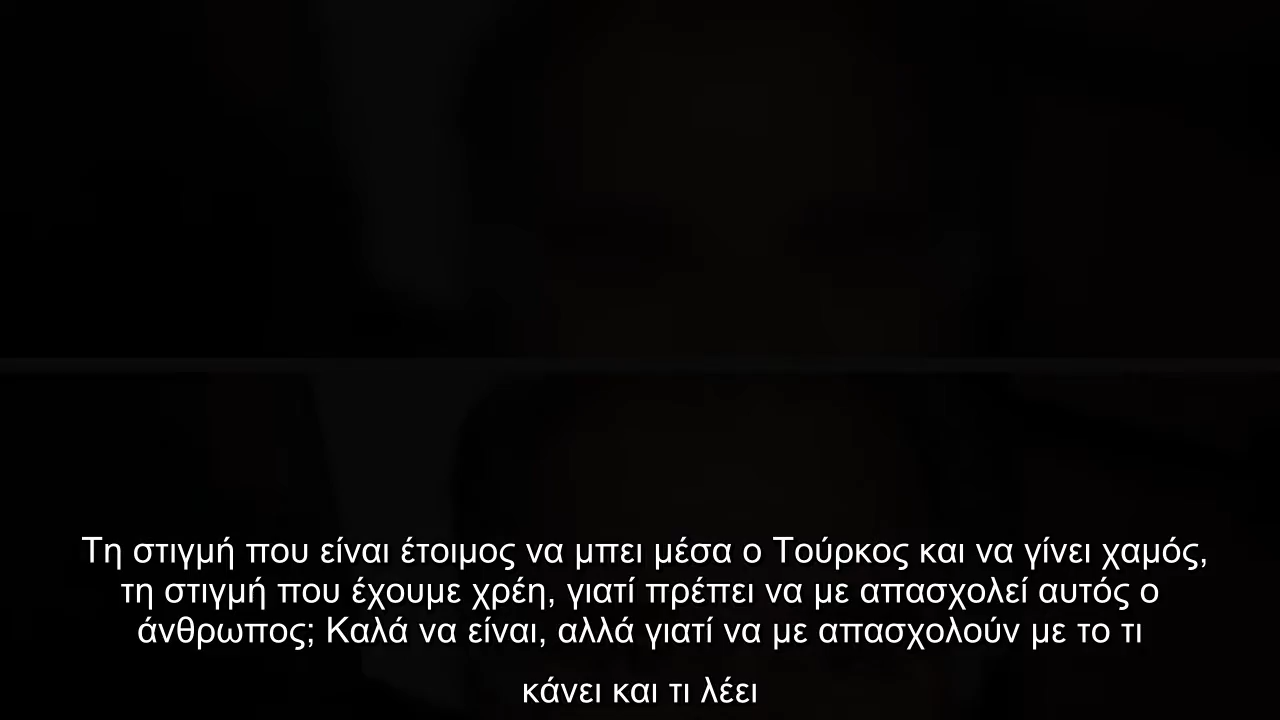 Τη στιγμή που είναι έτοιμος να μπει μέσα ο Τούρκος και να γίνει χαμός,
τη στιγμή που έχουμε χρέη, γιατί πρέπει να με απασχολεί αυτός ο
άνθρωπος; Καλά να είναι, αλλά γιατί να με απασχολούν με το τι
κάνει και τι λέει